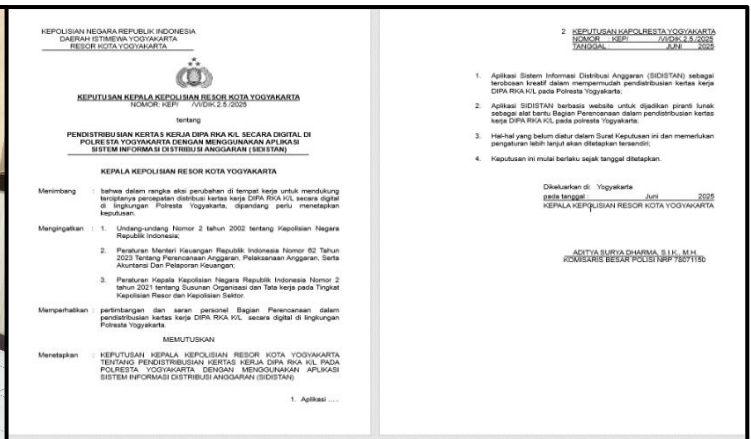 KEPOLISIAN NEGARA REPUBLIK INDONESIA
DAERAH ISTIMEWA YOGYAKARTA
RESOR KOTA YOGYAKARTA
KEPUTUSAN KEPALA KEPOLISIAN RESOR KOTA YOGYAKARTA
NOMOR: KEP/ /VI/DIK.2.5./2025
tentang
PENDISTRIBUSIAN KERTAS KERJA DIPA RKA K/L SECARA DIGITAL DI
POLRESTA YOGYAKARTA DENGAN MENGGUNAKAN APLIKASI
SISTEM INFORMASI DISTRIBUSI ANGGARAN (SIDISTAN)
KEPALA KEPOLISIAN RESOR KOTA YOGYAKARTA
Menimbang : bahwa dalam rangka aksi perubahan di tempat kerja untuk mendukung
terciptanya percepatan distribusi kertas kerja DIPA RKA K/L secara digital
di lingkungan Polresta Yogyakarta, dipandang perlu menetapkan
keputusan.
Mengingatkan : 1. Undang-undang Nomor 2 tahun 2002 tentang Kepolisian Negara
Republik Indonesia;
2. Peraturan Menteri Kauangan Republik Indonesia Nomor 62 Tahun
2023 Tentang Perencanaan Anggaran, Pelaksanaan Anggaran, Serta
Akuntansi Dan Pelaporan Keuangan;
3. Peraturan Kepala Kepolisian Negara Republik Indonesia Nomor 2
tahun 2021 tentang Susunan Organisasi dan Tata kerja pada Tingkat
Kepolisian Resor dan Kepolisian Sektor.
Memperhatikan : pertimbangan dan saran personel Bagian Perencanaan dalam
pendistribusian kertas kerja DIPA RKA K/L secara digital di lingkungan
Polresta Yogyakarta.
MEMUTUSKAN
Menetapkan : KEPUTUSAN KEPALA KEPOLISIAN RESOR KOTA YOGYAKARTA
TENTANG PENDISTRIBUSIAN KERTAS KERJA DIPA RKA K/L PADA
POLRESTA YOGYAKARTA DENGAN MENGGUNAKAN APLIKASI
SISTEM INFORMASI DISTRIBUSI ANGGARAN (SIDISTAN)
1. Aplikasi .....
2 KEPUTUSAN KAPOLRESTA YOGYAKARTA
NOMOR : KEP/ /VI/DIK.2.5./2025
TANGGAL : JUNI 2025
1. Aplikasi Sistem Informasi Distribusi Anggaran (SIDISTAN) sebagai
terobosan kreatif dalam mempermudah pendistribusian kertas kerja
DIPA RKA K/L pada Polresta Yogyakarta;
2. Aplikasi SIDISTAN berbasis website untuk dijadikan piranti lunak
sebagai alat bantu Bagian Perencanaan dalam pendistribusian kertas
kerja DIPA RKA K/L pada polresta Yogyakarta;
3. Hal-hal yang belum diatur dalam Surat Keputusan ini dan memerlukan
pengaturan lebih lanjut akan ditetapkan tersendiri;
4. Keputusan ini mulai berlaku sejak tanggal ditetapkan.
Dikeluarkan di: Yogyakarta
pada tanggal : Juni 2025
KEPALA KEPOLISIAN RESOR KOTA YOGYAKARTA
ADITYA SURYA DHARMA, S.I.K., M.H.
KOMISARIS BESAR POLISI NRP 78071150